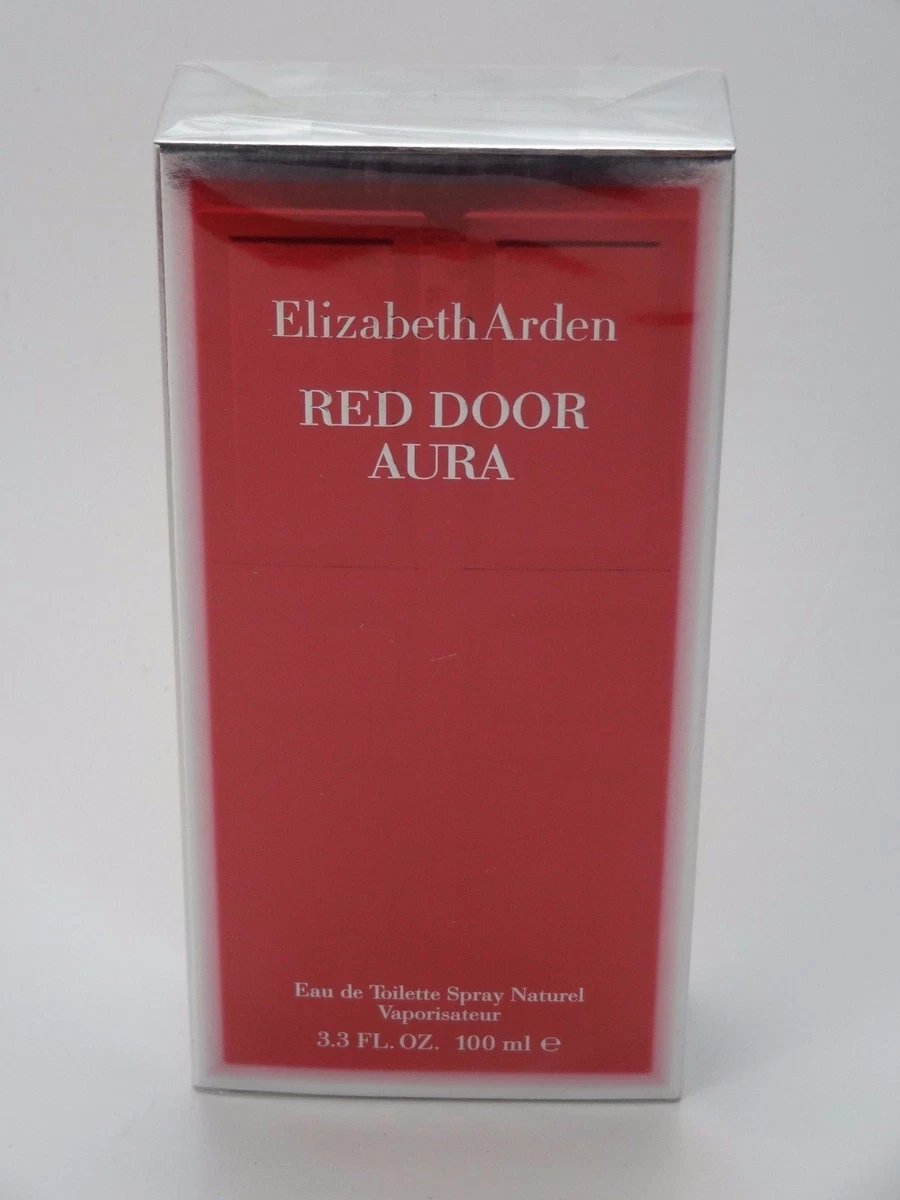 Elizabeth Arden
RED DOOR
AURA
Eau de Toilette Spray Naturel
Vaporisateur
3.3 FL. OZ. 100 ml ℮